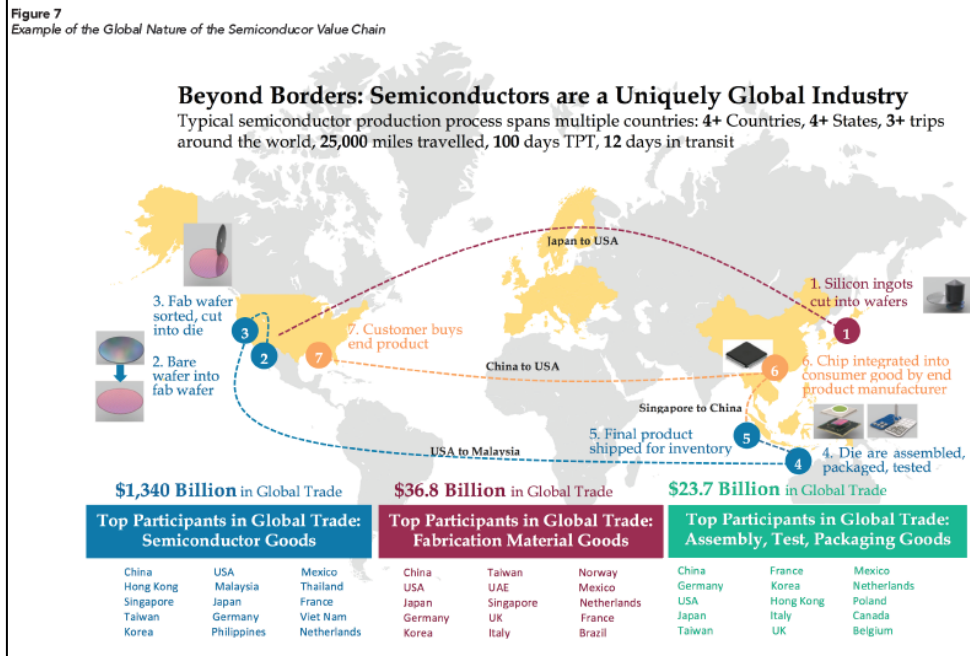 Figure 7
Example of the Global Nature of the Semiconducor Value Chain
Beyond Borders: Semiconductors are a Uniquely Global Industry
Typical semiconductor production process spans multiple countries: 4+ Countries, 4+ States, 3+ trips
around the world, 25,000 miles travelled, 100 days TPT, 12 days in transit
Japan to USA
1. Silicon ingots
cut into wafers
1
3. Fab wafer
sorted, cut
into die
3
2
2. Bare
wafer into
fab wafer
7. Customer buys
end product
7
China to USA
6
6. Chip integrated into
consumer good by end
product manufacturer
Singapore to China
5. Final product
shipped for inventory
5
USA to Malaysia
4
4. Die are assembled,
packaged, tested
$1,340 Billion in Global Trade
Top Participants in Global Trade:
Semiconductor Goods
China USA Mexico
Hong Kong Malaysia Thailand
Singapore Japan France
Taiwan Germany Viet Nam
Korea Philippines Netherlands
$36.8 Billion in Global Trade
Top Participants in Global Trade:
Fabrication Material Goods
China Taiwan Norway
USA UAE Mexico
Japan Singapore Netherlands
Germany UK France
Korea Italy Brazil
$23.7 Billion in Global Trade
Top Participants in Global Trade:
Assembly, Test, Packaging Goods
China France Mexico
Germany Korea Netherlands
USA Hong Kong Poland
Japan Italy Canada
Taiwan UK Belgium